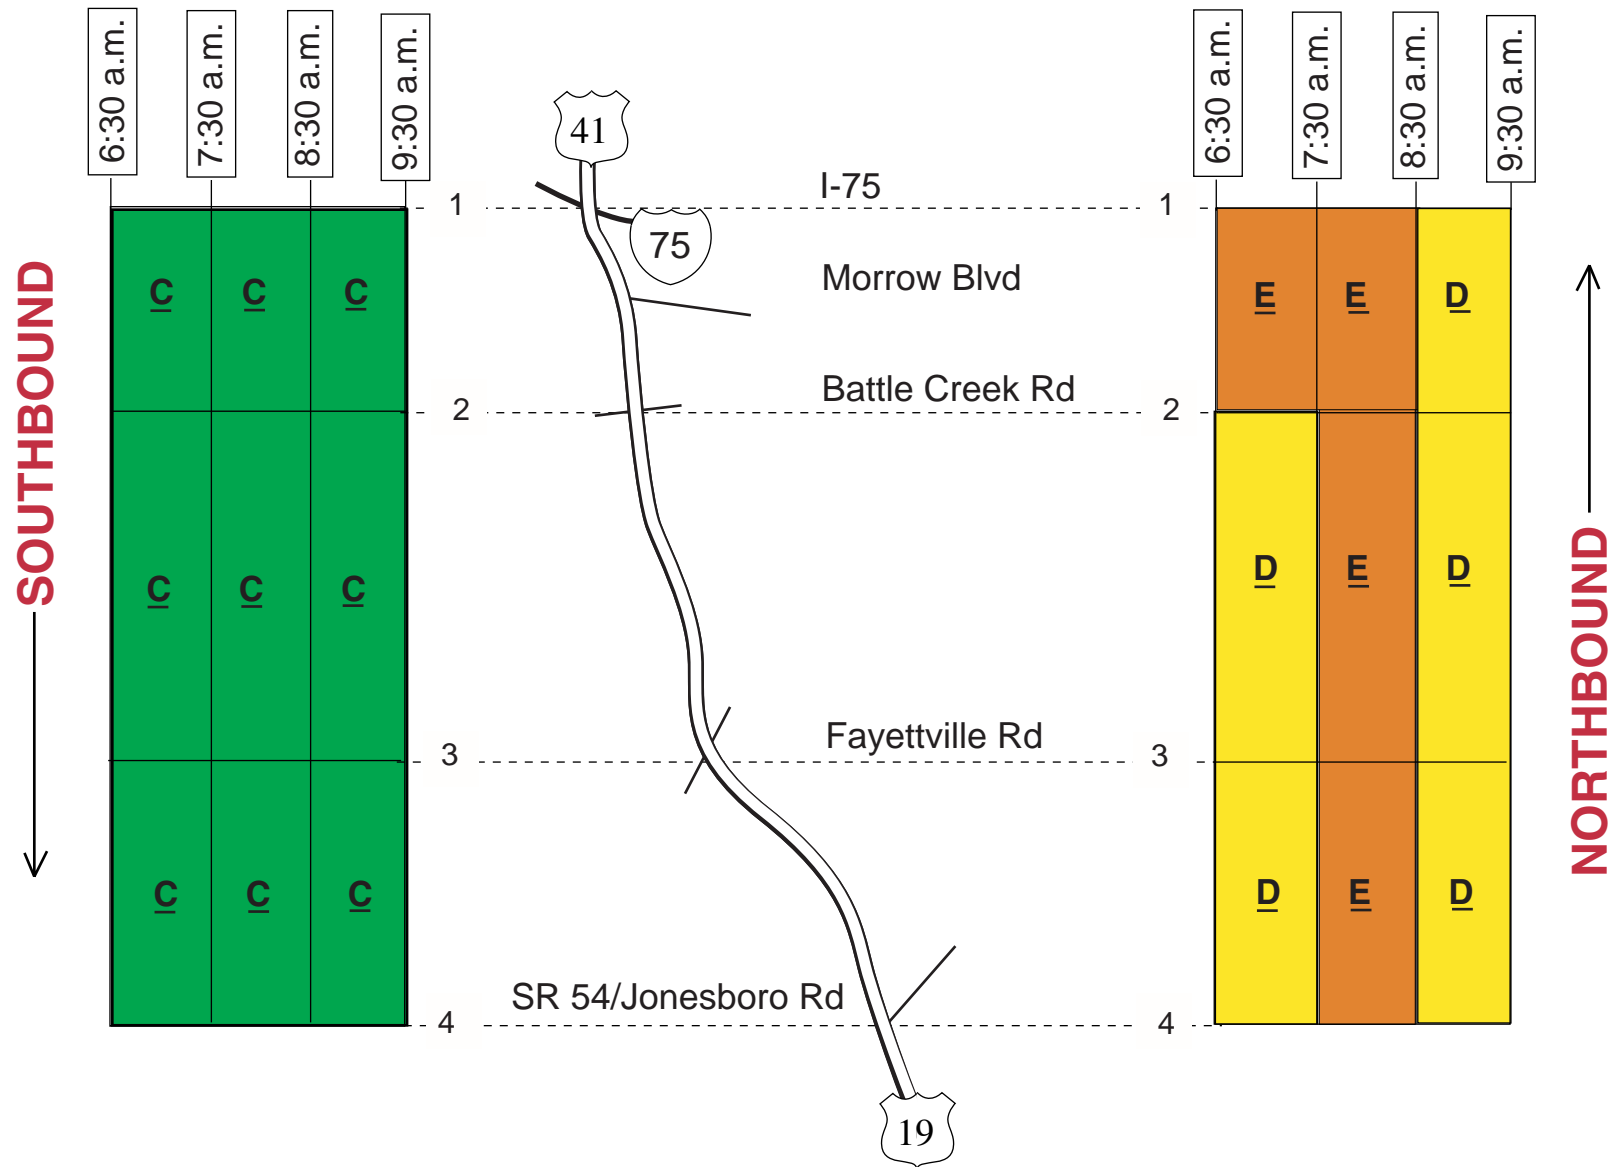 6:30 a.m.
7:30 a.m.
8:30 a.m.
9:30 a.m.
6:30 a.m.
7:30 a.m.
8:30 a.m.
9:30 a.m.
41
1 I-75 1
75
SOUTHBOUND
C C C
Morrow Blvd
E E D
Battle Creek Rd
2 2
C C C
D E D
NORTHBOUND
Fayettville Rd
3 3
C C C
D E D
SR 54/Jonesboro Rd
4 4
19